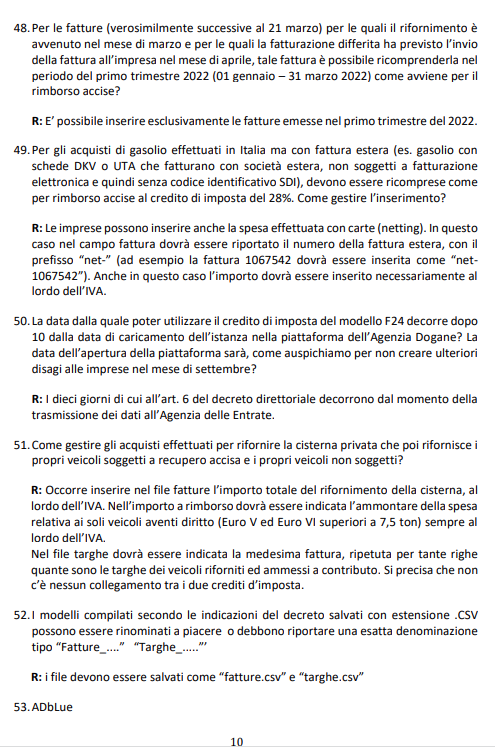 48. Per le fatture (verosimilmente successive al 21 marzo) per le quali il rifornimento è
avvenuto nel mese di marzo e per le quali la fatturazione differita ha previsto l'invio
della fattura all'impresa nel mese di aprile, tale fattura è possibile ricomprenderla nel
periodo del primo trimestre 2022 (01 gennaio – 31 marzo 2022) come avviene per il
rimborso accise?
R: E' possibile inserire esclusivamente le fatture emesse nel primo trimestre del 2022.
49. Per gli acquisti di gasolio effettuati in Italia ma con fattura estera (es. gasolio con
schede DKV o UTA che fatturano con società estera, non soggetti a fatturazione
elettronica e quindi senza codice identificativo SDI), devono essere ricomprese come
per rimborso accise al credito di imposta del 28%. Come gestire l'inserimento?
R: Le imprese possono inserire anche la spesa effettuata con carte (netting). In questo
caso nel campo fattura dovrà essere riportato il numero della fattura estera, con il
prefisso “net-” (ad esempio la fattura 1067542 dovrà essere inserita come “net-
1067542”). Anche in questo caso l'importo dovrà essere inserito necessariamente al
lordo dell'IVA.
50. La data dalla quale poter utilizzare il credito di imposta del modello F24 decorre dopo
10 dalla data di caricamento dell'istanza nella piattaforma dell'Agenzia Dogane? La
data dell'apertura della piattaforma sarà, come auspichiamo per non creare ulteriori
disagi alle imprese nel mese di settembre?
R: I dieci giorni di cui all'art. 6 del decreto direttoriale decorrono dal momento della
trasmissione dei dati all'Agenzia delle Entrate.
51. Come gestire gli acquisti effettuati per rifornire la cisterna privata che poi rifornisce i
propri veicoli soggetti a recupero accisa e i propri veicoli non soggetti?
R: Occorre inserire nel file fatture l'importo totale del rifornimento della cisterna, al
lordo dell'IVA. Nell'importo a rimborso dovrà essere indicata l'ammontare della spesa
relativa ai soli veicoli aventi diritto (Euro V ed Euro VI superiori a 7,5 ton) sempre al
lordo dell'IVA.
Nel file targhe dovrà essere indicata la medesima fattura, ripetuta per tante righe
quante sono le targhe dei veicoli riforniti ed ammessi a contributo. Si precisa che non
c'è nessun collegamento tra i due crediti d'imposta.
52. I modelli compilati secondo le indicazioni del decreto salvati con estensione .CSV
possono essere rinominati a piacere o debbono riportare una esatta denominazione
tipo “Fatture_....” “Targhe_.....”’
R: i file devono essere salvati come “fatture.csv” e “targhe.csv”
53. ADbLue
10